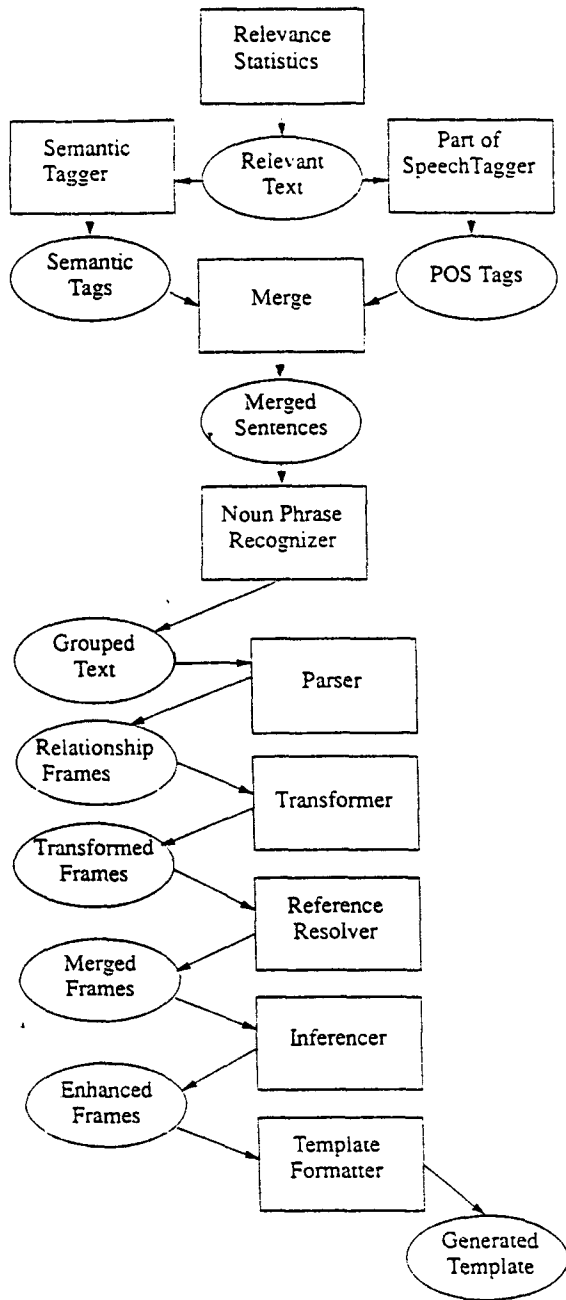 Relevance
Statistics
Semantic
Tagger
Relevant
Text
Part of
SpeechTagger
Semantic
Tags
Merge
POS Tags
Merged
Sentences
Noun Phrase
Recognizer
Grouped
Text
Parser
Relationship
Frames
Transformer
Transformed
Frames
Reference
Resolver
Merged
Frames
Inferencer
Enhanced
Frames
Template
Formatter
Generated
Template